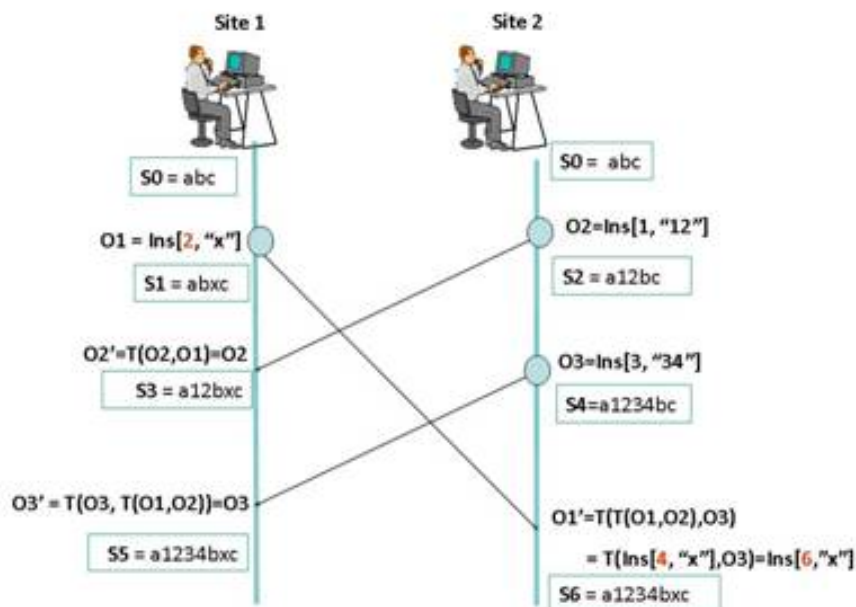 Site 1
Site 2
S0 = abc
S0 = abc
O1 = Ins[2, “x”]
O2=Ins[1, “12”]
S1 = abxc
S2 = a12bc
O2’=T(O2,O1)=O2
S3 = a12bxc
O3=Ins[3, “34”]
S4=a1234bc
O3’ = T(O3, T(O1,O2))=O3
S5 = a1234bxc
O1’=T(T(O1,O2),O3)
= T(Ins[4, “x”],O3)=Ins[6,”x”]
S6 = a1234bxc